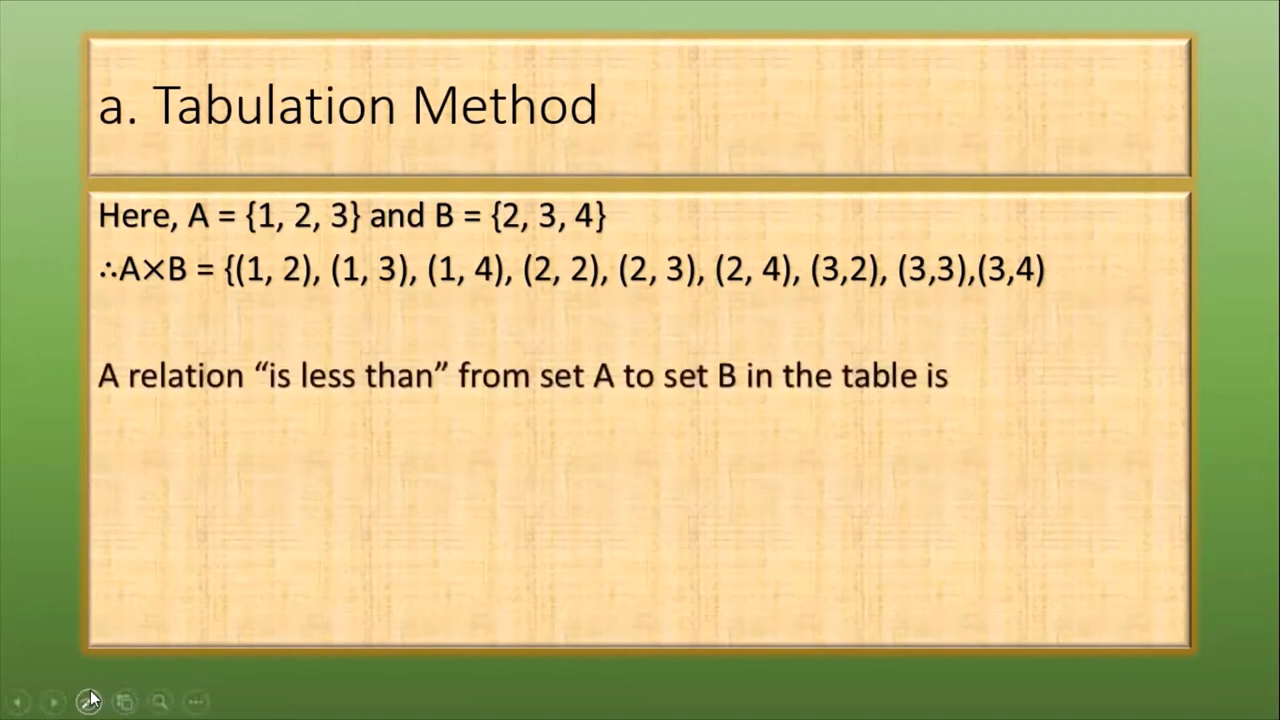 a. Tabulation Method
Here, A = {1, 2, 3} and B = {2, 3, 4}
∴A×B = {(1, 2), (1, 3), (1, 4), (2, 2), (2, 3), (2, 4), (3,2), (3,3),(3,4)
A relation “is less than” from set A to set B in the table is